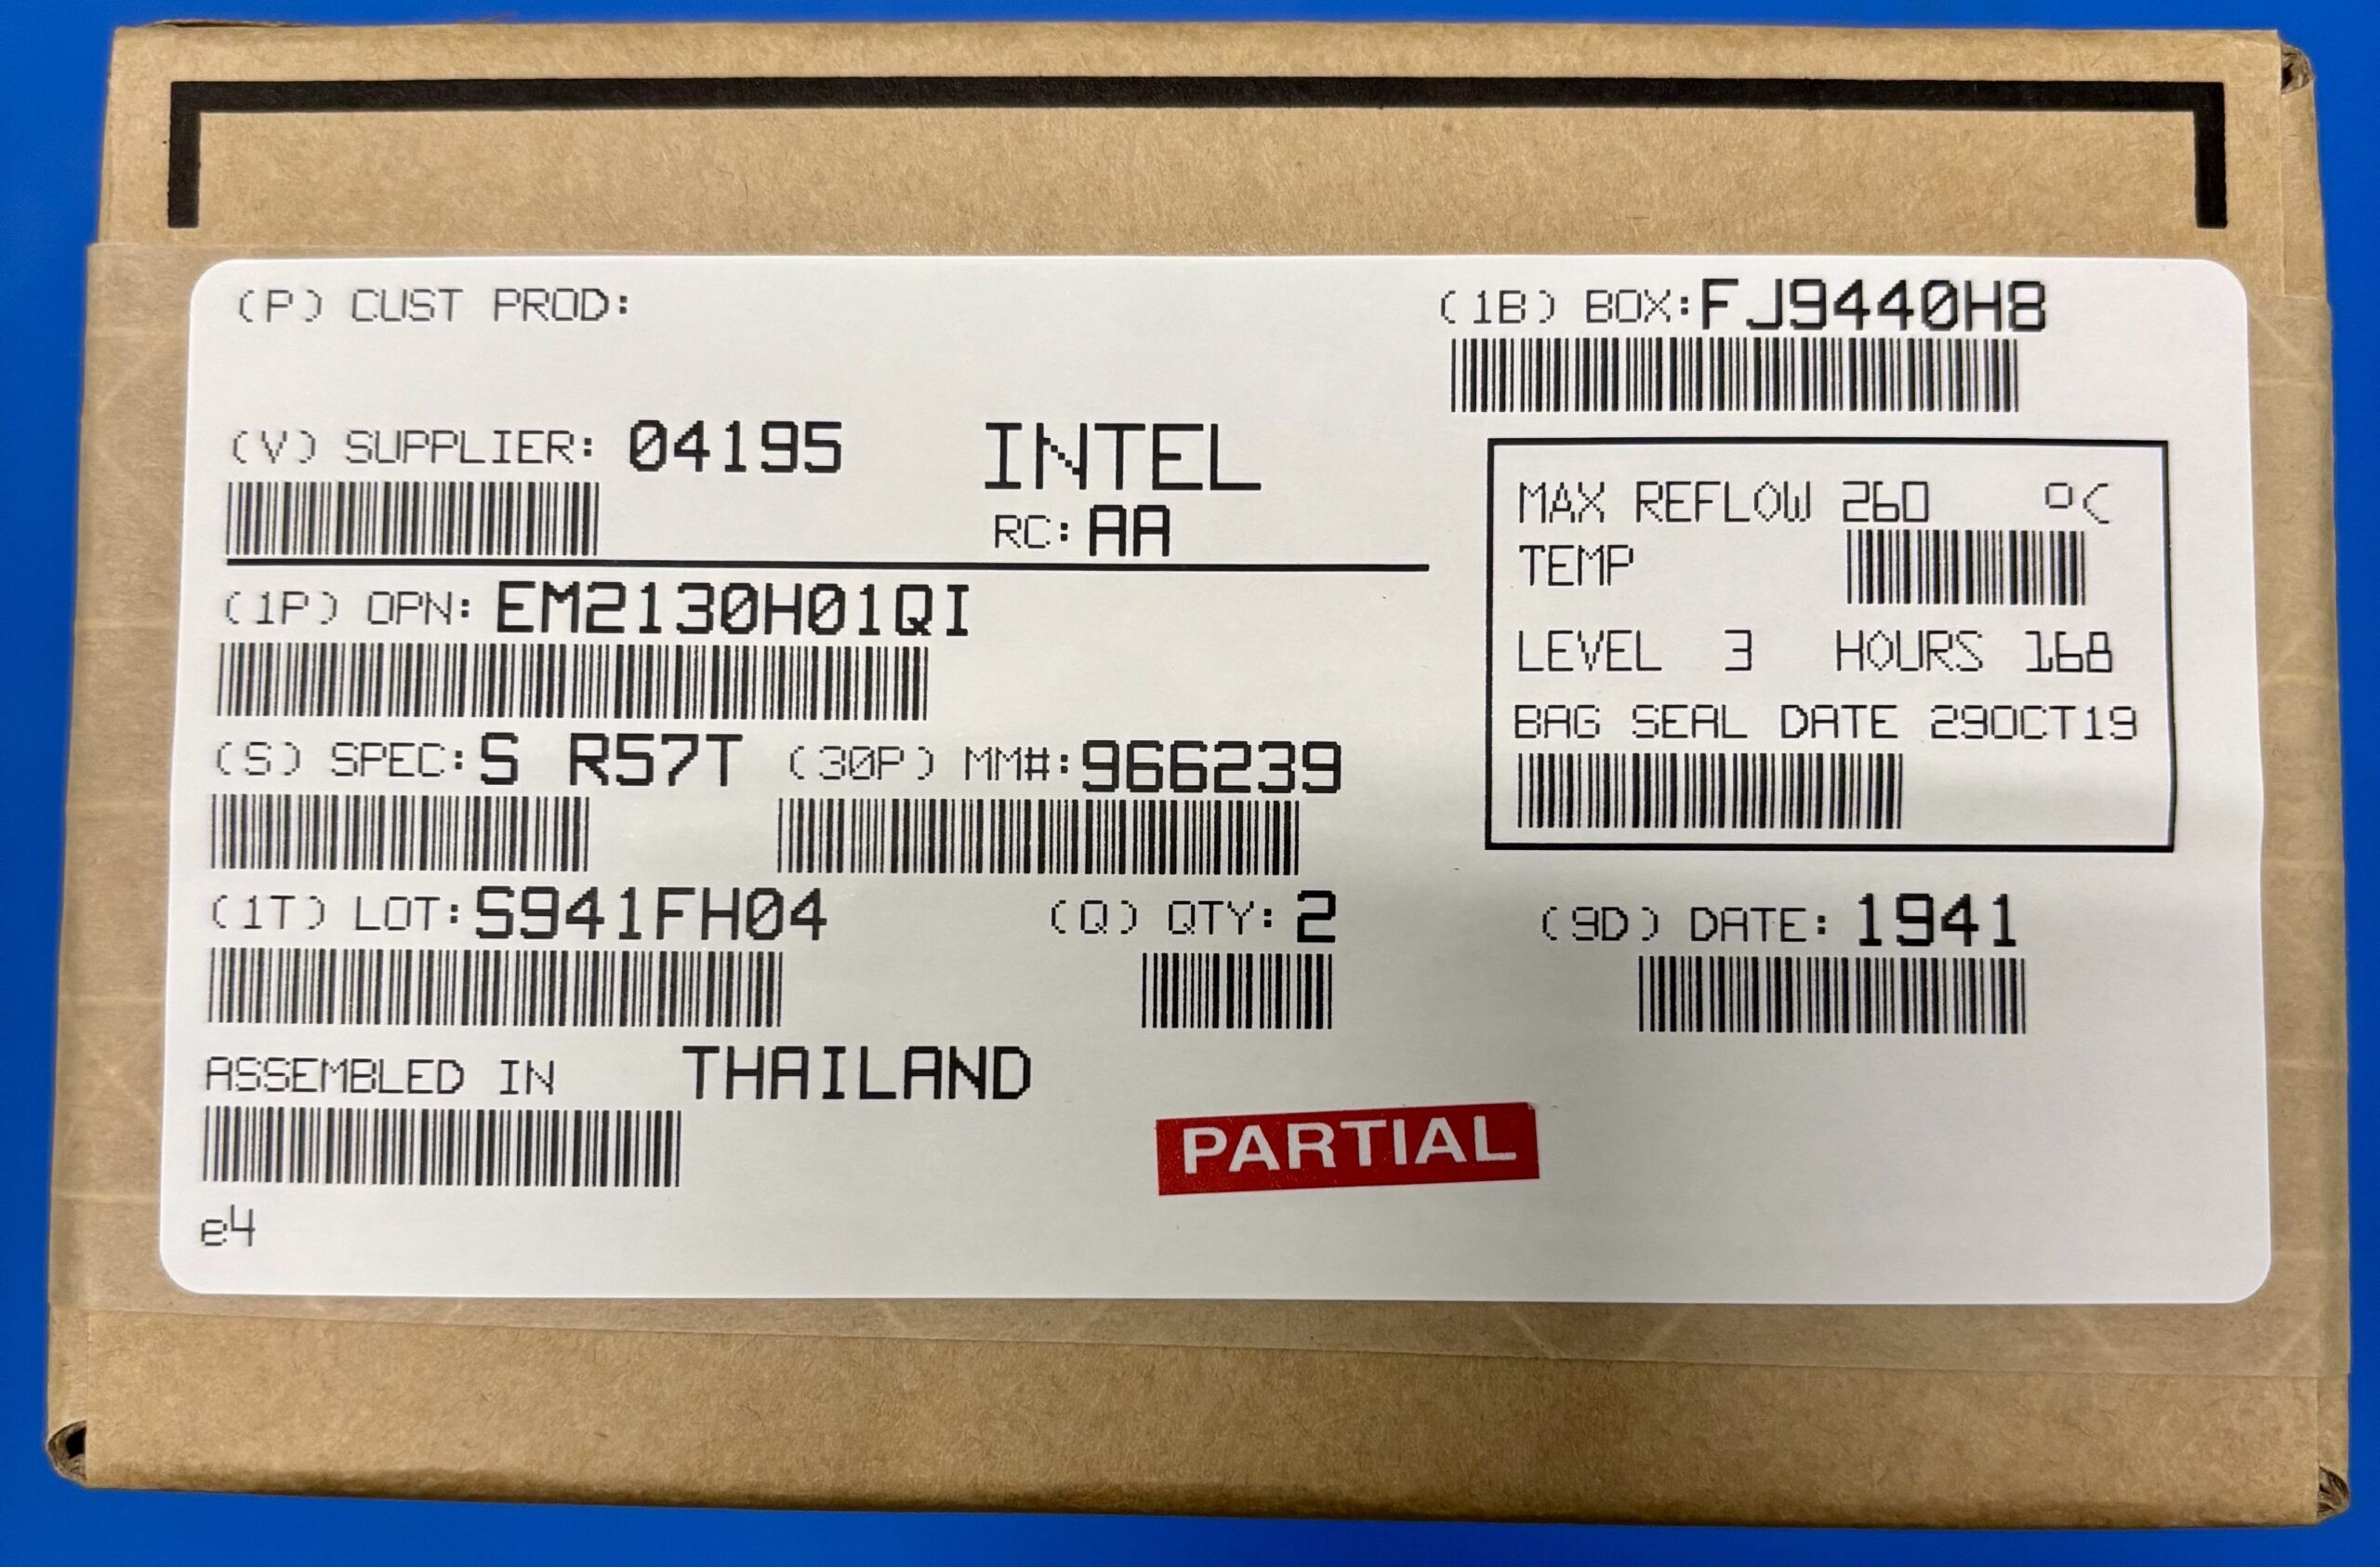 (P) CUST PROD:
(1B) BOX:FJ9440H8
(V) SUPPLIER: 04195
INTEL
RC: AA
MAX REFLOW 260 °C
TEMP
LEVEL 3 HOURS 168
BAG SEAL DATE 29OCT19
(1P) OPN: EM2130H01QI
(S) SPEC:S R57T (30P) MM#:966239
(1T) LOT:S941FH04 (Q) QTY: 2 (9D) DATE: 1941
ASSEMBLED IN THAILAND
PARTIAL
e4